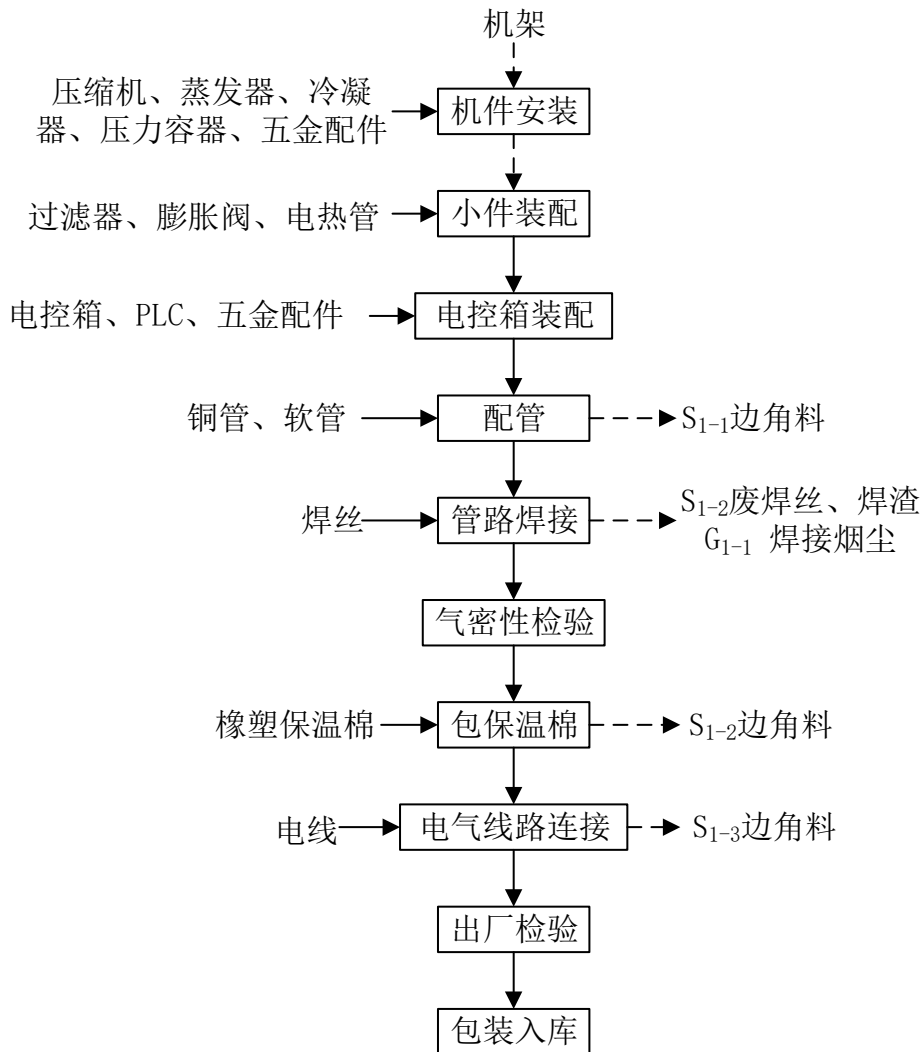 机架
压缩机、蒸发器、冷凝
器、压力容器、五金配件
机件安装
过滤器、膨胀阀、电热管
小件装配
电控箱、PLC、五金配件
电控箱装配
铜管、软管
配管
S1-1边角料
焊丝
管路焊接
S1-2废焊丝、焊渣
G1-1 焊接烟尘
气密性检验
橡塑保温棉
包保温棉
S1-2边角料
电线
电气线路连接
S1-3边角料
出厂检验
包装入库